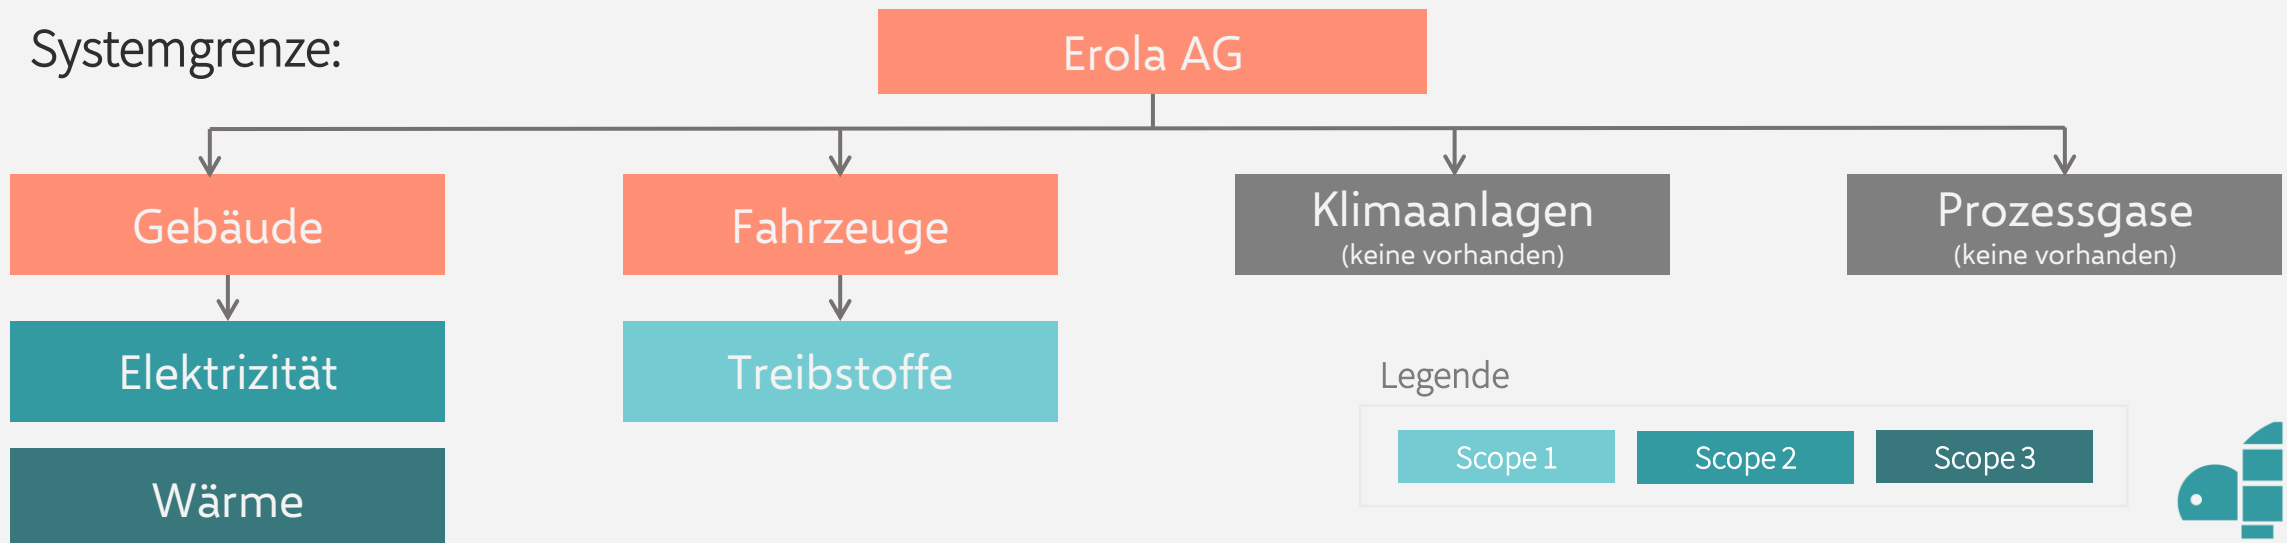 Systemgrenze:
Erola AG
Gebäude
Fahrzeuge
Klimaanlagen
(keine vorhanden)
Prozessgase
(keine vorhanden)
Elektrizität
Treibstoffe
Wärme
Legende
Scope 1
Scope 2
Scope 3